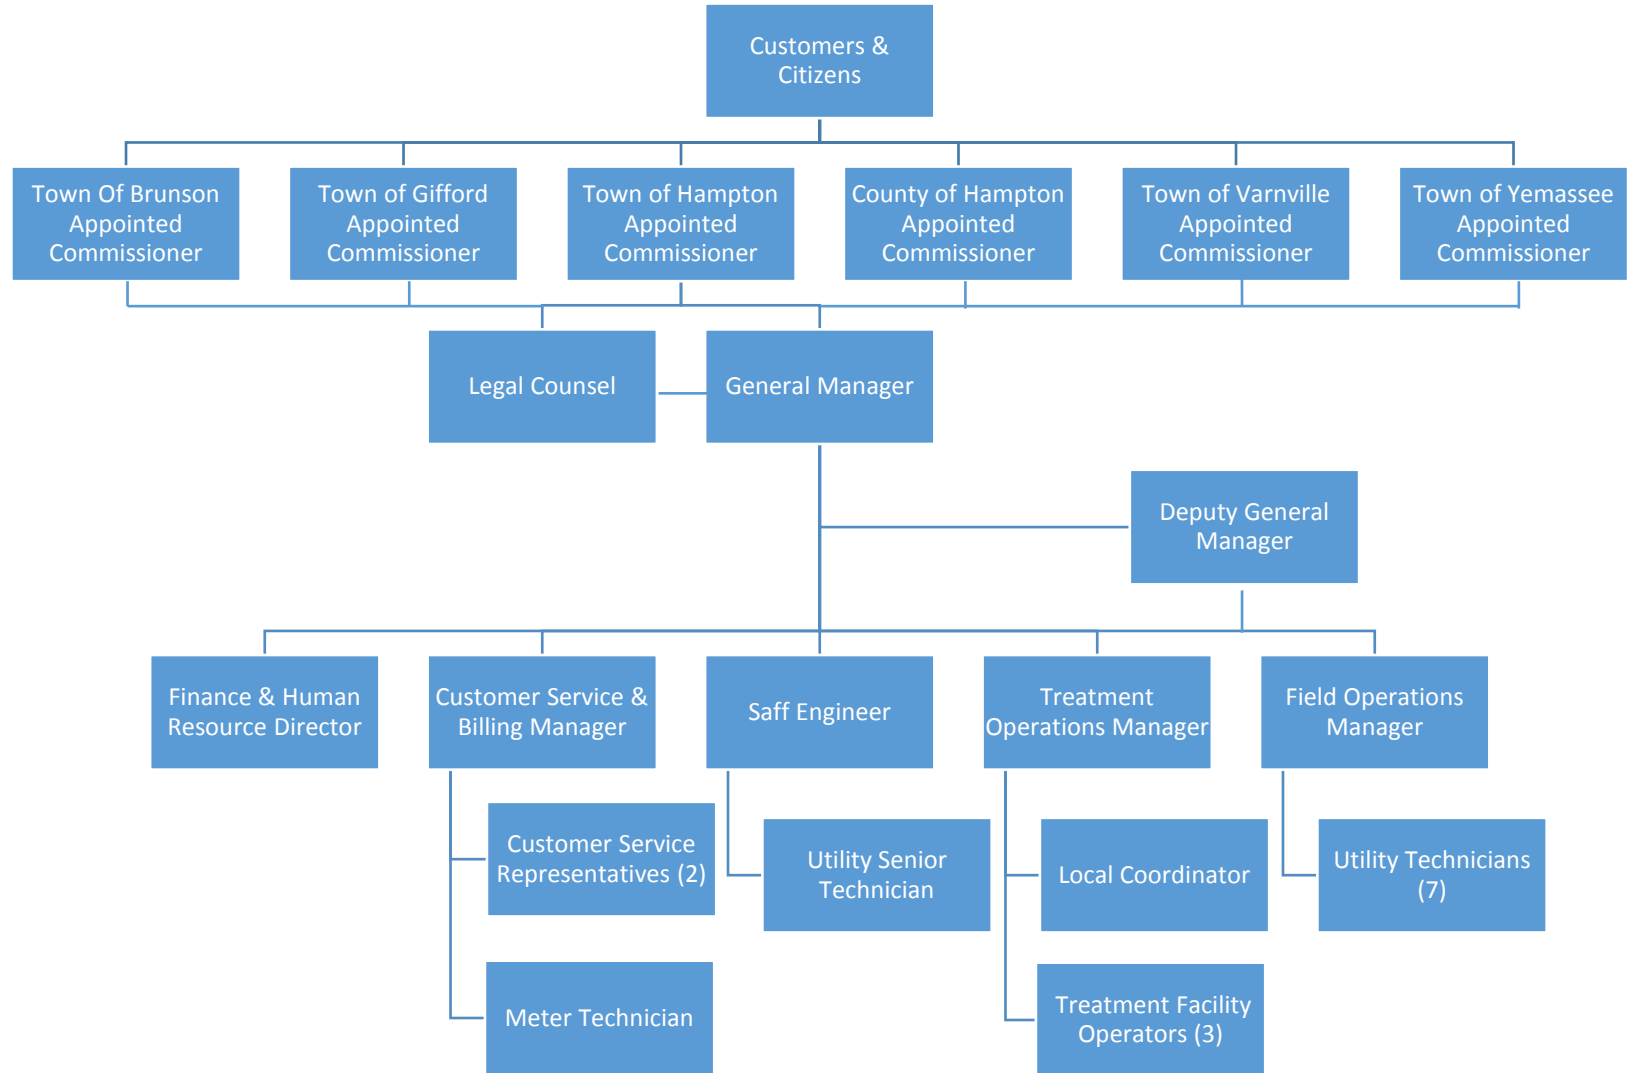 Customers &
Citizens
Town Of Brunson
Appointed
Commissioner
Town of Gifford
Appointed
Commissioner
Town of Hampton
Appointed
Commissioner
County of Hampton
Appointed
Commissioner
Town of Varnville
Appointed
Commissioner
Town of Yemassee
Appointed
Commissioner
Legal Counsel
General Manager
Deputy General
Manager
Finance & Human
Resource Director
Customer Service &
Billing Manager
Saff Engineer
Treatment
Operations Manager
Field Operations
Manager
Customer Service
Representatives (2)
Utility Senior
Technician
Local Coordinator
Utility Technicians
(7)
Meter Technician
Treatment Facility
Operators (3)